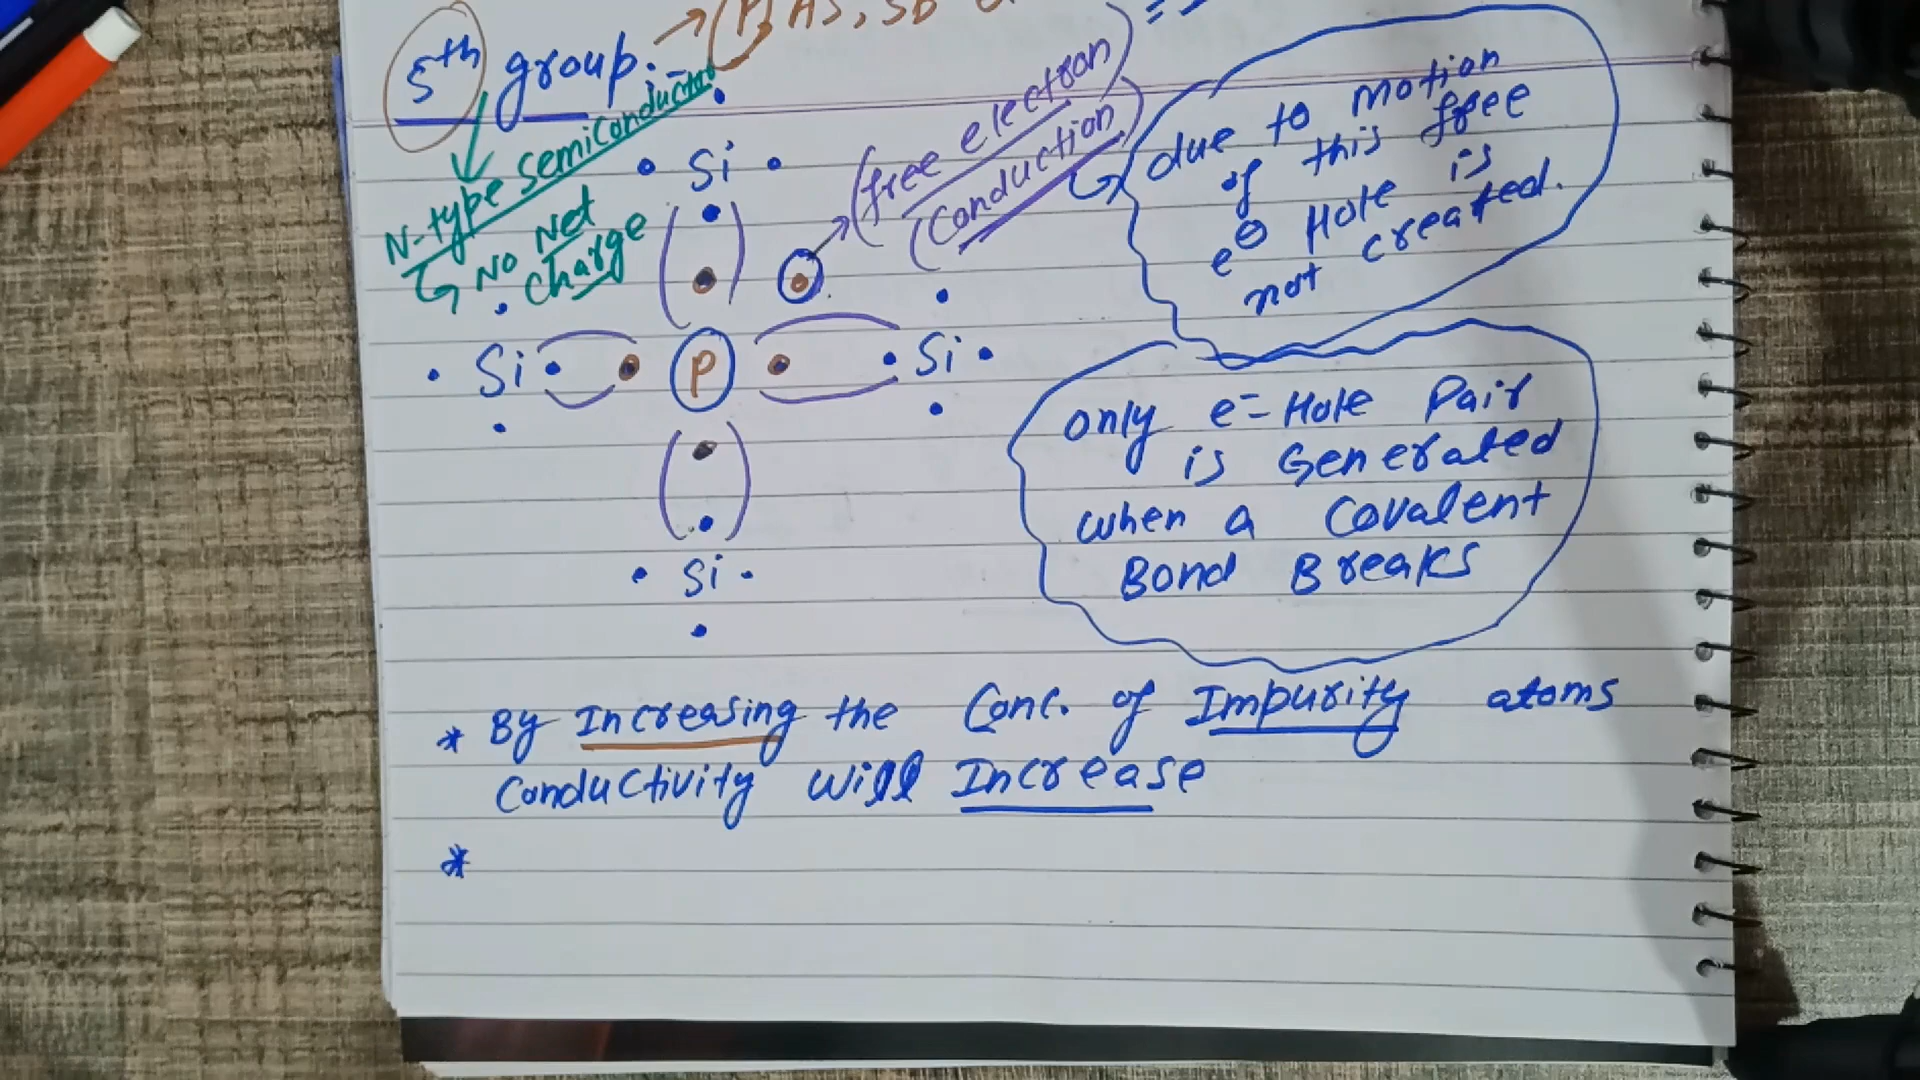 5th group. → (P, As, Sb
N-type semiconductor
No Net
charge
(free electron)
(Conduction)
due to motion
of this free
e⊖ Hole is
not created.
Si
Si P Si
Si
only e- Hole Pair
is Generated
when a Covalent
Bond Breaks
* By Increasing the Conc. of Impurity atoms
Conductivity will Increase
*